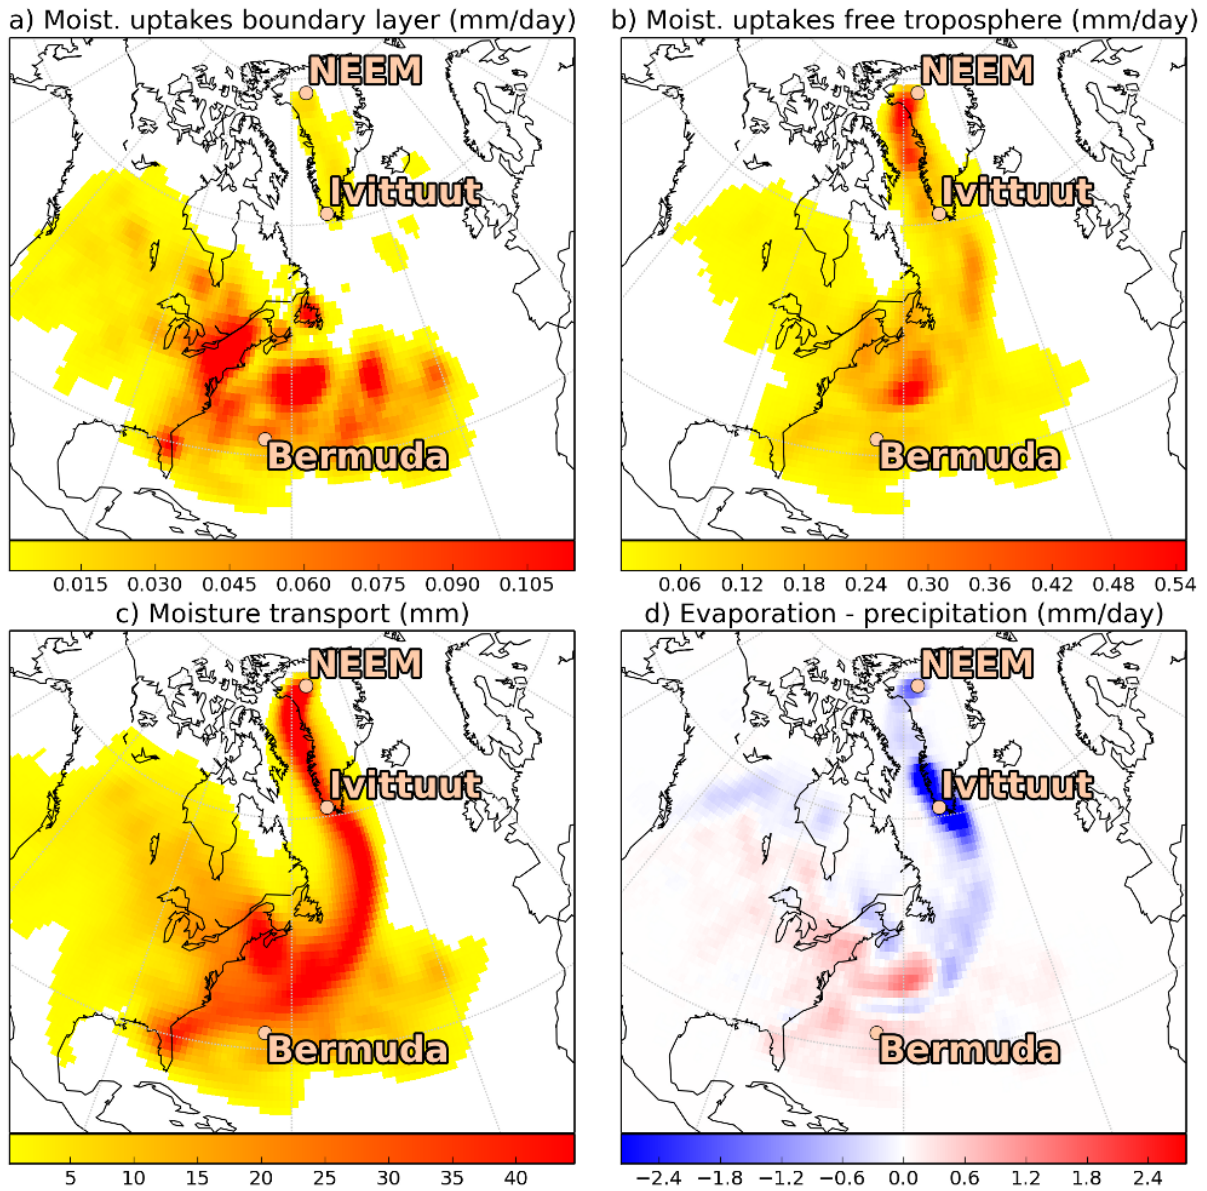 a) Moist. uptakes boundary layer (mm/day)
NEEM
Ivittuut
Bermuda
0.015 0.030 0.045 0.060 0.075 0.090 0.105
b) Moist. uptakes free troposphere (mm/day)
NEEM
Ivittuut
Bermuda
0.06 0.12 0.18 0.24 0.30 0.36 0.42 0.48 0.54
c) Moisture transport (mm)
NEEM
Ivittuut
Bermuda
5 10 15 20 25 30 35 40
d) Evaporation - precipitation (mm/day)
NEEM
Ivittuut
Bermuda
−2.4 −1.8 −1.2 −0.6 0.0 0.6 1.2 1.8 2.4